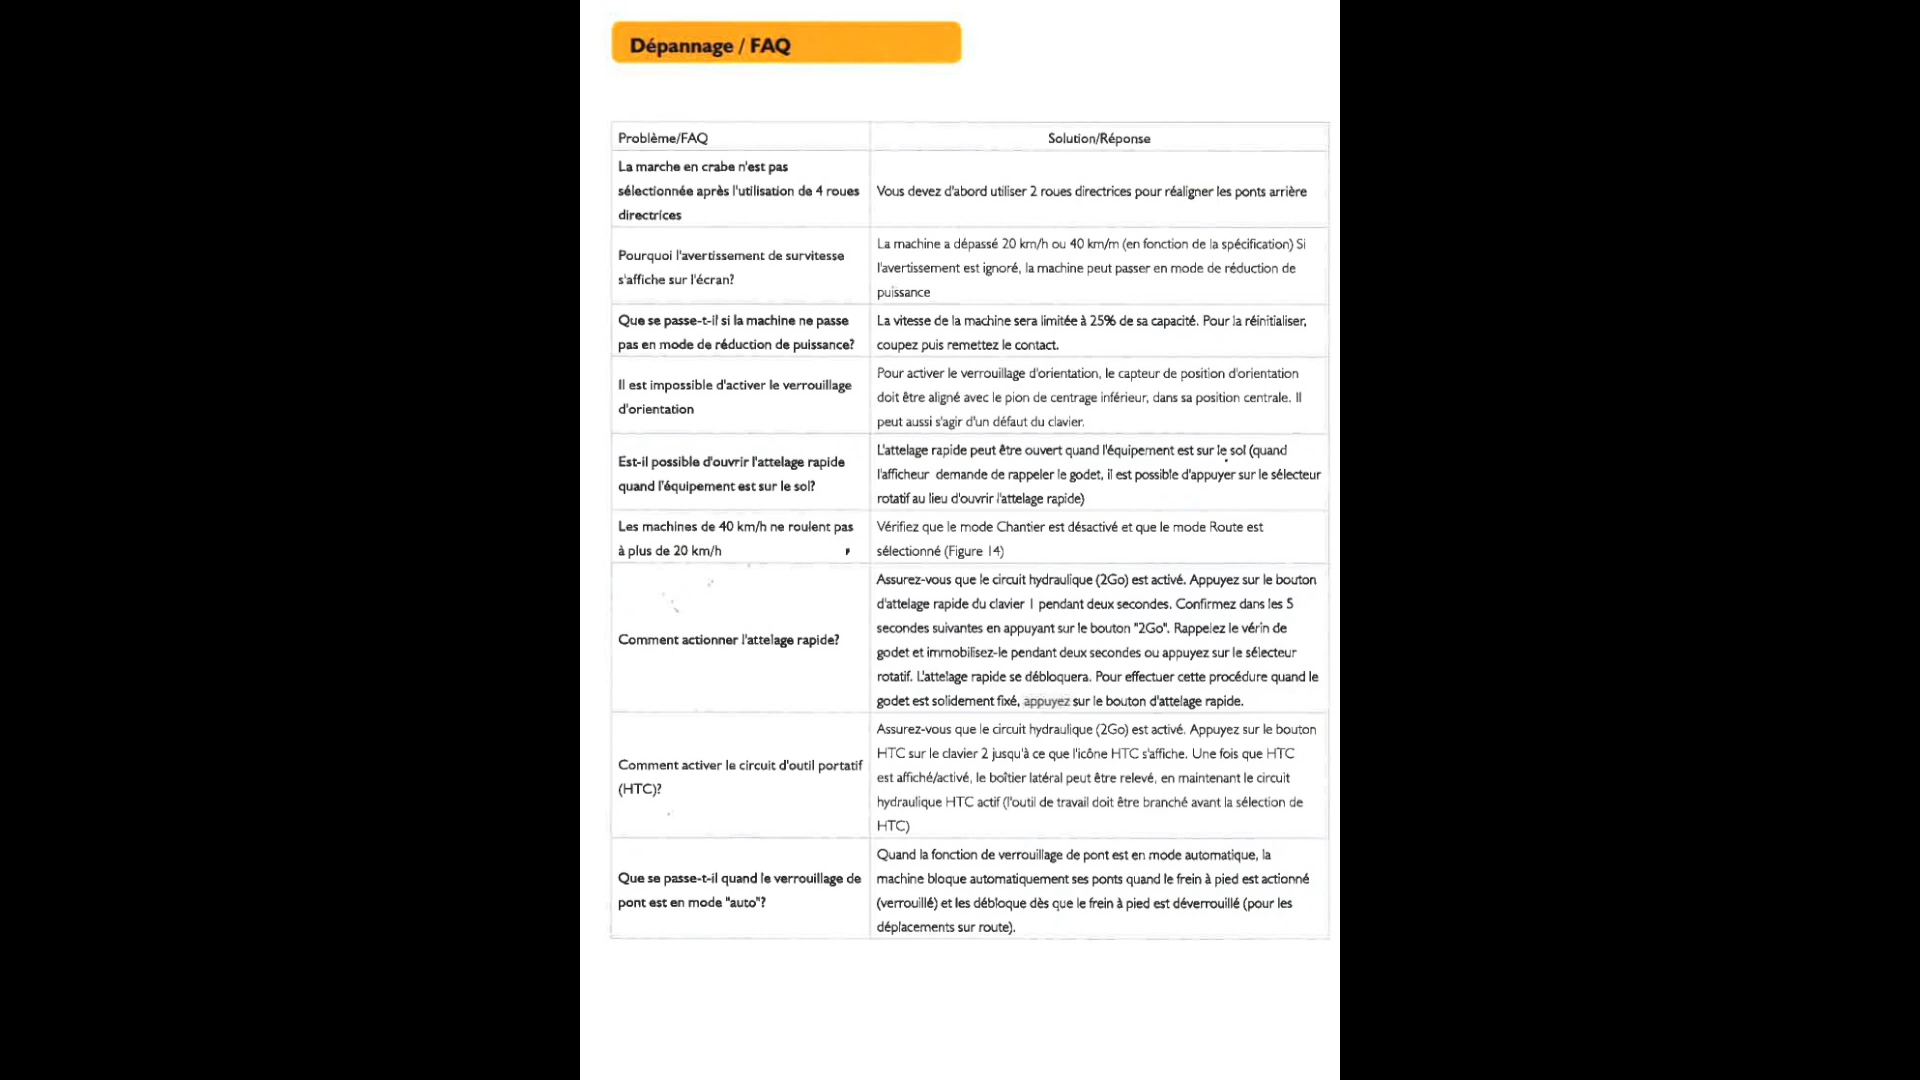 Dépannage / FAQ
Problème/FAQ
Solution/Réponse
La marche en crabe n'est pas
sélectionnée après l'utilisation de 4 roues
directrices
Vous devez d'abord utiliser 2 roues directrices pour réaligner les ponts arrière
Pourquoi l'avertissement de survitesse
s'affiche sur l'écran?
La machine a dépassé 20 km/h ou 40 km/m (en fonction de la spécification) Si
l'avertissement est ignoré, la machine peut passer en mode de réduction de
puissance
Que se passe-t-il si la machine ne passe
pas en mode de réduction de puissance?
La vitesse de la machine sera limitée à 25% de sa capacité. Pour la réinitialiser,
coupez puis remettez le contact.
Il est impossible d'activer le verrouillage
d'orientation
Pour activer le verrouillage d'orientation, le capteur de position d'orientation
doit être aligné avec le pion de centrage inférieur, dans sa position centrale. Il
peut aussi s'agir d'un défaut du clavier.
Est-il possible d'ouvrir l'attelage rapide
quand l'équipement est sur le sol?
L'attelage rapide peut être ouvert quand l'équipement est sur le sol (quand
l'afficheur demande de rappeler le godet, il est possible d'appuyer sur le sélecteur
rotatif au lieu d'ouvrir l'attelage rapide)
Les machines de 40 km/h ne roulent pas
à plus de 20 km/h
Vérifiez que le mode Chantier est désactivé et que le mode Route est
sélectionné (Figure 14)
Comment actionner l'attelage rapide?
Assurez-vous que le circuit hydraulique (2Go) est activé. Appuyez sur le bouton
d'attelage rapide du clavier 1 pendant deux secondes. Confirmez dans les 5
secondes suivantes en appuyant sur le bouton "2Go". Rappelez le vérin de
godet et immobilisez-le pendant deux secondes ou appuyez sur le sélecteur
rotatif. L'attelage rapide se débloquera. Pour effectuer cette procédure quand le
godet est solidement fixé, appuyez sur le bouton d'attelage rapide.
Comment activer le circuit d'outil portatif
(HTC)?
Assurez-vous que le circuit hydraulique (2Go) est activé. Appuyez sur le bouton
HTC sur le clavier 2 jusqu'à ce que l'icône HTC s'affiche. Une fois que HTC
est affiché/activé, le boîtier latéral peut être relevé, en maintenant le circuit
hydraulique HTC actif (l'outil de travail doit être branché avant la sélection de
HTC)
Que se passe-t-il quand le verrouillage de
pont est en mode "auto"?
Quand la fonction de verrouillage de pont est en mode automatique, la
machine bloque automatiquement ses ponts quand le frein à pied est actionné
(verrouillé) et les débloque dès que le frein à pied est déverrouillé (pour les
déplacements sur route).